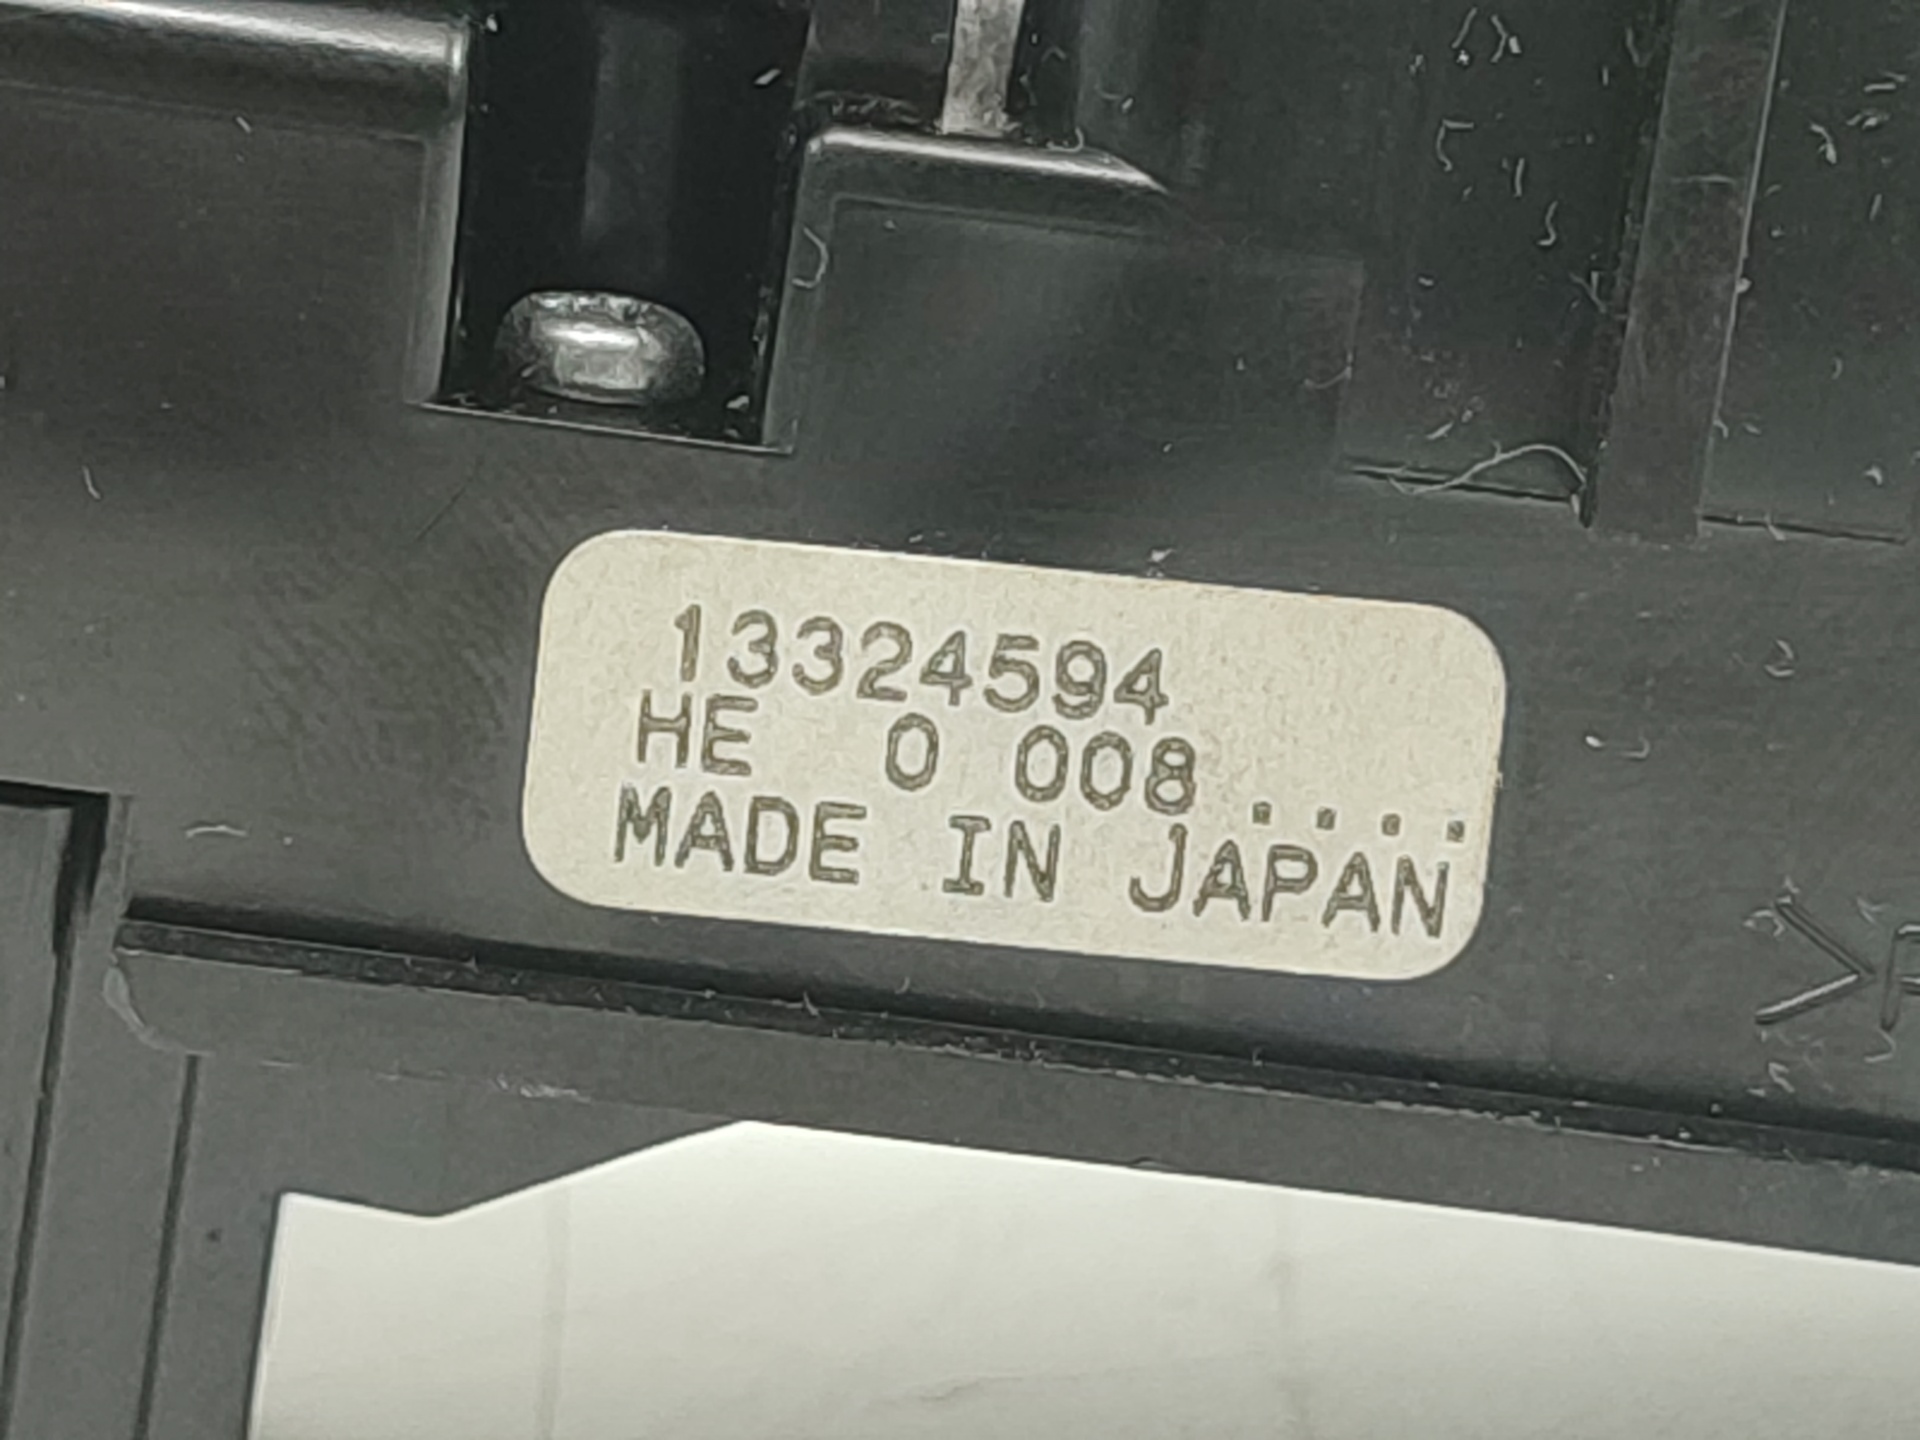 13324594
HE 0 008 ....
MADE IN JAPAN
>P